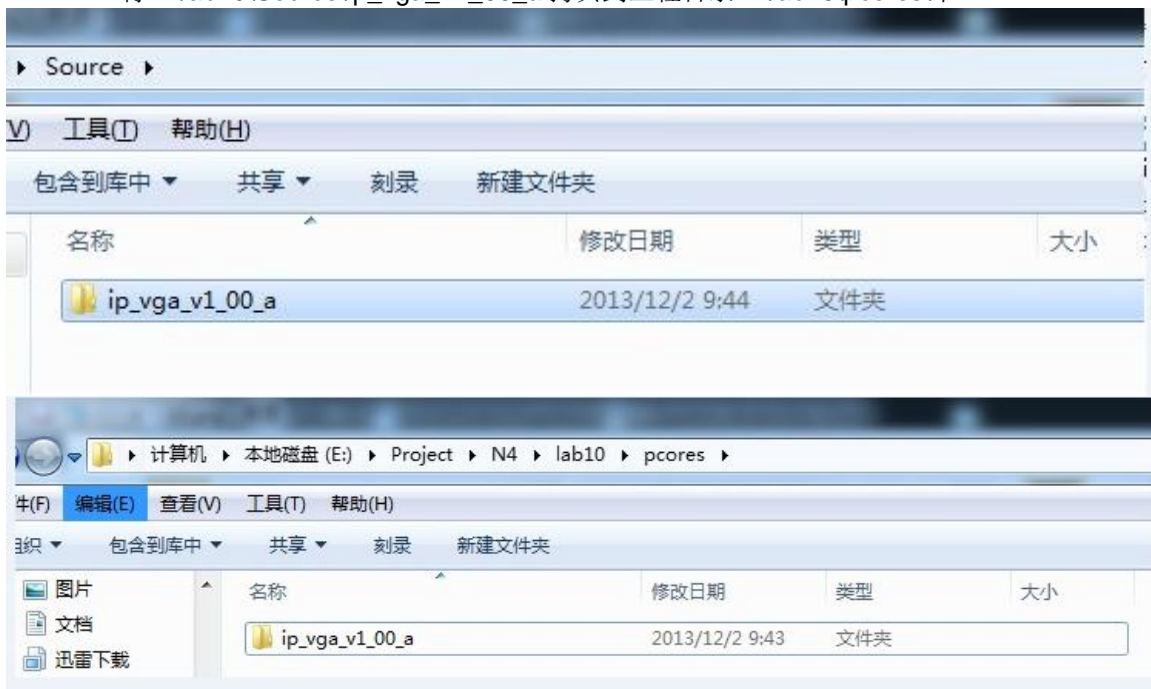 Source
V) 工具(T) 帮助(H)
包含到库中 共享 刻录 新建文件夹
名称 修改日期 类型 大小
ip_vga_v1_00_a 2013/12/2 9:44 文件夹
计算机 本地磁盘 (E:) Project N4 lab10 pcores
件(F) 编辑(E) 查看(V) 工具(T) 帮助(H)
组织 包含到库中 共享 刻录 新建文件夹
图片 名称 修改日期 类型 大小
文档
ip_vga_v1_00_a 2013/12/2 9:43 文件夹
迅雷下载